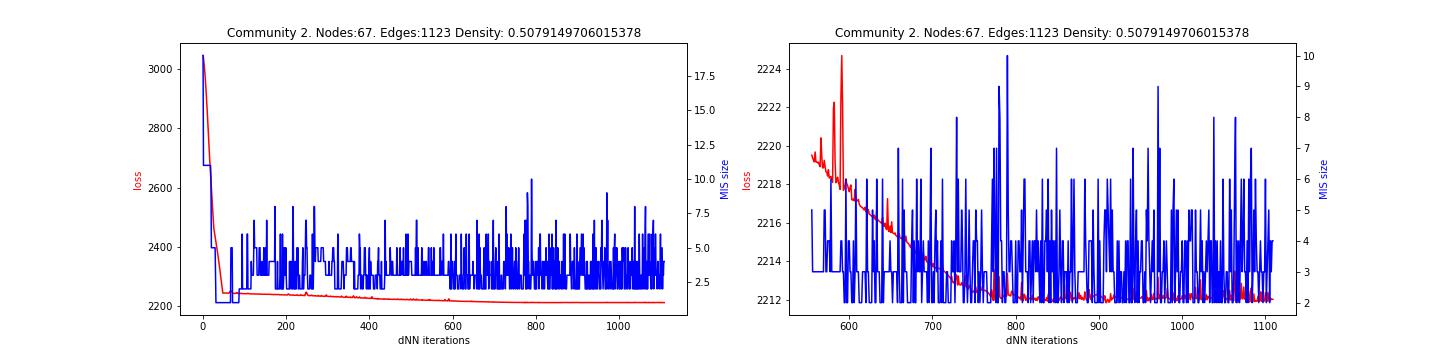 Community 2. Nodes:67. Edges:1123 Density: 0.5079149706015378
3000
2800
2600
2400
2200
loss
17.5
15.0
12.5
10.0
7.5
5.0
2.5
MIS size
0 200 400 600 800 1000
dNN iterations
Community 2. Nodes:67. Edges:1123 Density: 0.5079149706015378
2224
2222
2220
2218
2216
2214
2212
loss
10
9
8
7
6
5
4
3
2
MIS size
600 700 800 900 1000 1100
dNN iterations